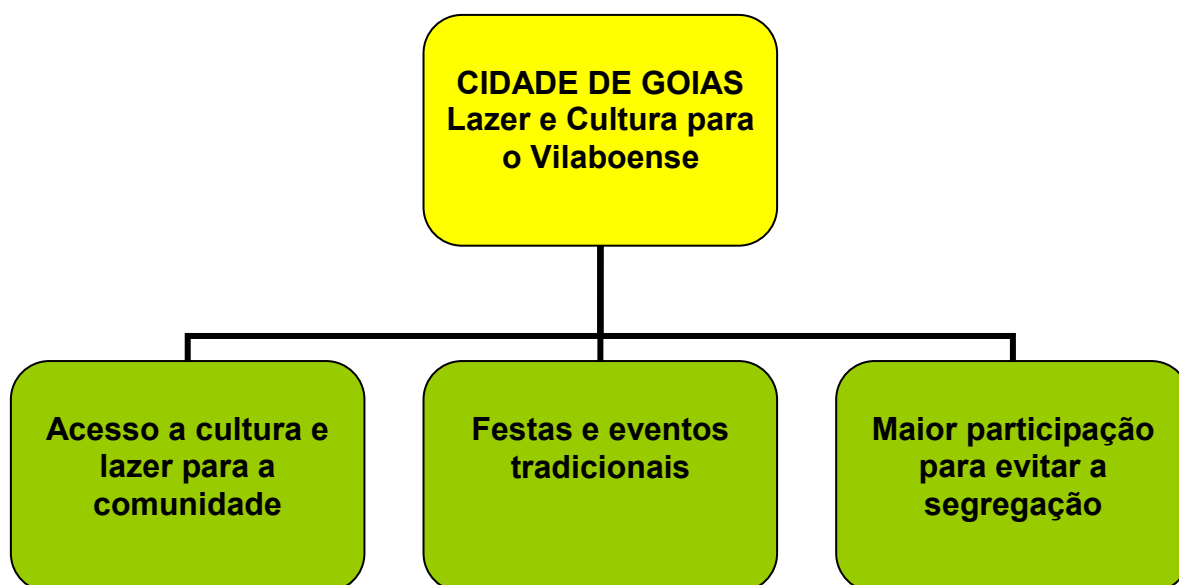 CIDADE DE GOIAS
Lazer e Cultura para
o Vilaboense
Acesso a cultura e
lazer para a
comunidade
Festas e eventos
tradicionais
Maior participação
para evitar a
segregação